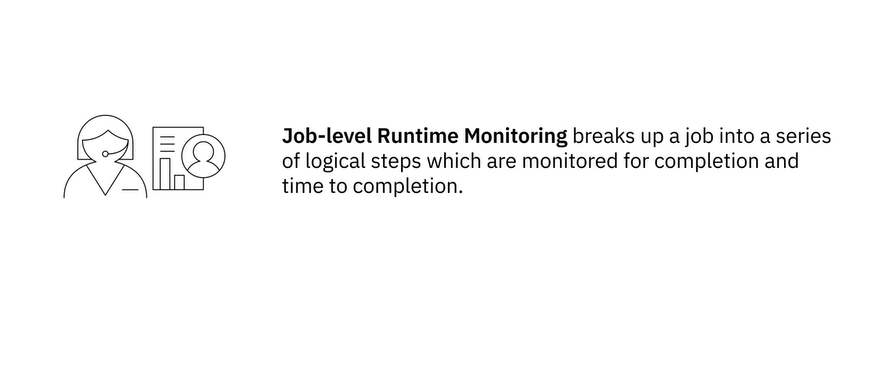 Job-level Runtime Monitoring breaks up a job into a series
of logical steps which are monitored for completion and
time to completion.